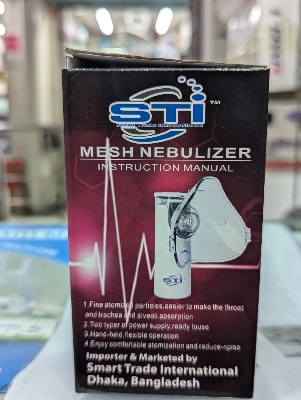 STi™
MESH NEBULIZER
INSTRUCTION MANUAL
STi
1.Fine atomized particles,easier to make the throat
and trachea and alveoli absorption
2.Two types of power supply,ready touse
3.Hand-held,flexible operation
4.Enjoy comfortable atomization and reduce-noise
Importer & Marketed by
Smart Trade International
Dhaka, Bangladesh